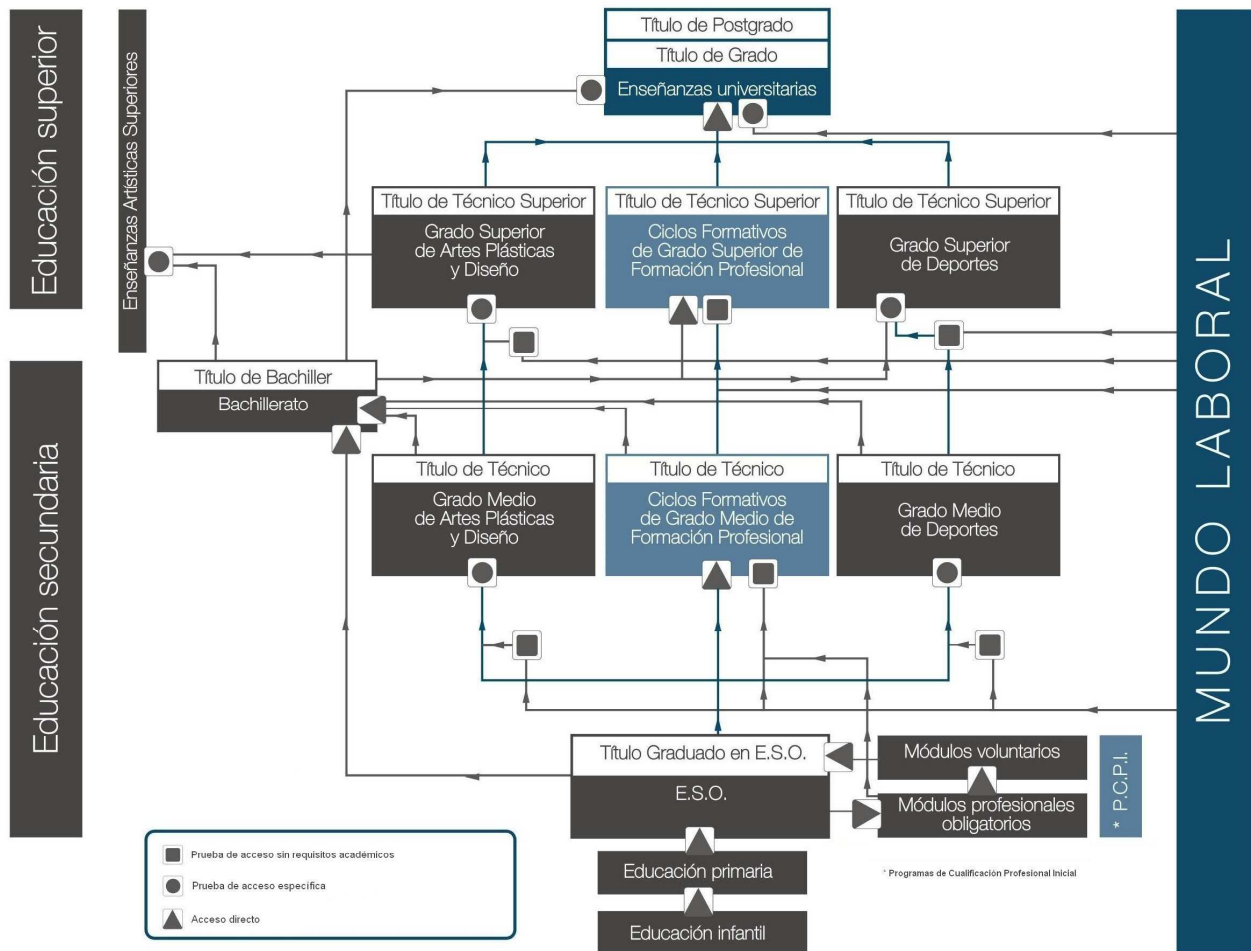 Educación superior
Enseñanzas Artísticas Superiores
Título de Postgrado
Título de Grado
Enseñanzas universitarias
Título de Técnico Superior
Grado Superior
de Artes Plásticas
y Diseño
Título de Técnico Superior
Ciclos Formativos
de Grado Superior de
Formación Profesional
Título de Técnico Superior
Grado Superior
de Deportes
MUNDO LABORAL
Educación secundaria
Título de Bachiller
Bachillerato
Título de Técnico
Grado Medio
de Artes Plásticas
y Diseño
Título de Técnico
Ciclos Formativos
de Grado Medio de
Formación Profesional
Título de Técnico
Grado Medio
de Deportes
Título Graduado en E.S.O.
E.S.O.
Módulos voluntarios
Módulos profesionales
obligatorios
* P.C.P.I.
Educación primaria
Educación infantil
* Programas de Cualificación Profesional Inicial
Prueba de acceso sin requisitos académicos
Prueba de acceso específica
Acceso directo